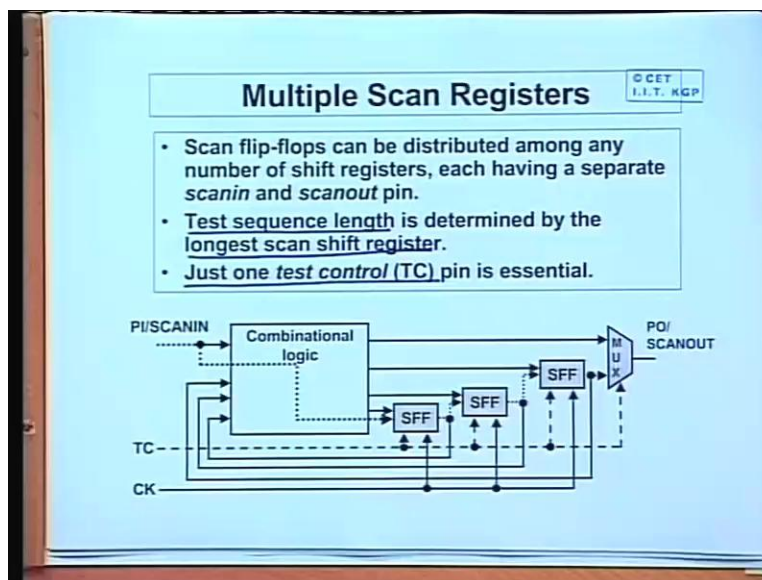 © CET
I.I.T. KGP
Multiple Scan Registers
• Scan flip-flops can be distributed among any
number of shift registers, each having a separate
scanin and scanout pin.
• Test sequence length is determined by the
longest scan shift register.
• Just one test control (TC) pin is essential.
PI/SCANIN
Combinational
logic
PO/
SCANOUT
MUX
SFF
SFF
SFF
TC
CK